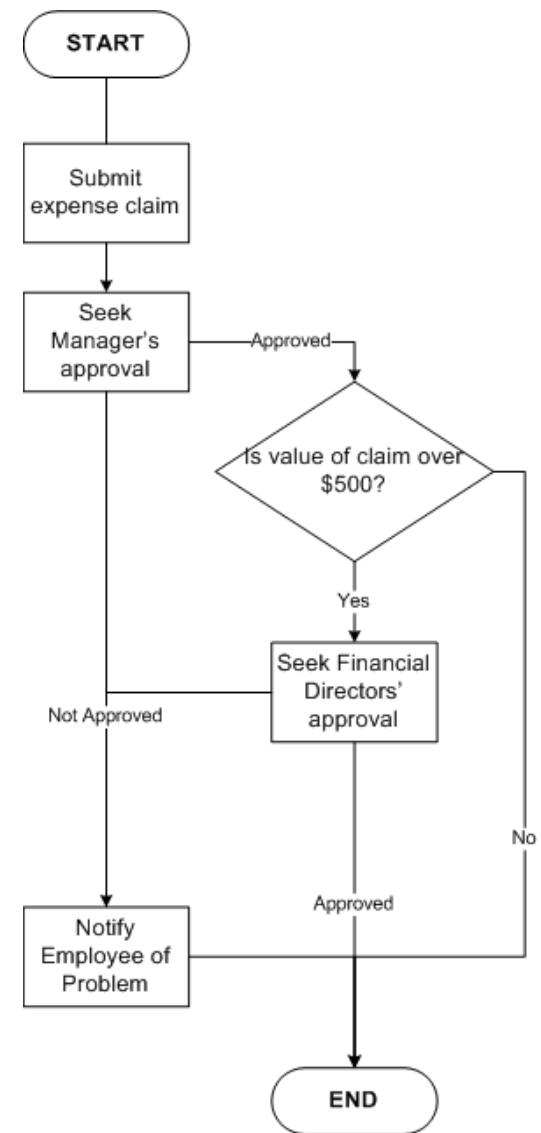 START
Submit
expense claim
Seek
Manager's
approval
Approved
Is value of claim over
$500?
Yes
Seek Financial
Directors'
approval
Not Approved
No
Approved
Notify
Employee of
Problem
END